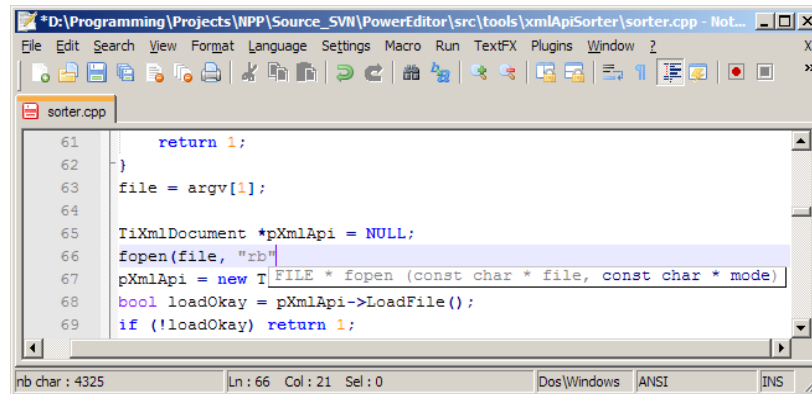 *D:\Programming\Projects\NPP\Source_SVN\PowerEditor\src\tools\xmlApiSorter\sorter.cpp - Not...
File Edit Search View Format Language Settings Macro Run TextFX Plugins Window ? X
sorter.cpp
61 return 1;
62 }
63 file = argv[1];
64
65 TiXmlDocument *pXmlApi = NULL;
66 fopen(file, "rb"
67 pXmlApi = new T
FILE * fopen (const char * file, const char * mode)
68 bool loadOkay = pXmlApi->LoadFile();
69 if (!loadOkay) return 1;
nb char : 4325 Ln : 66 Col : 21 Sel : 0 Dos\Windows ANSI INS